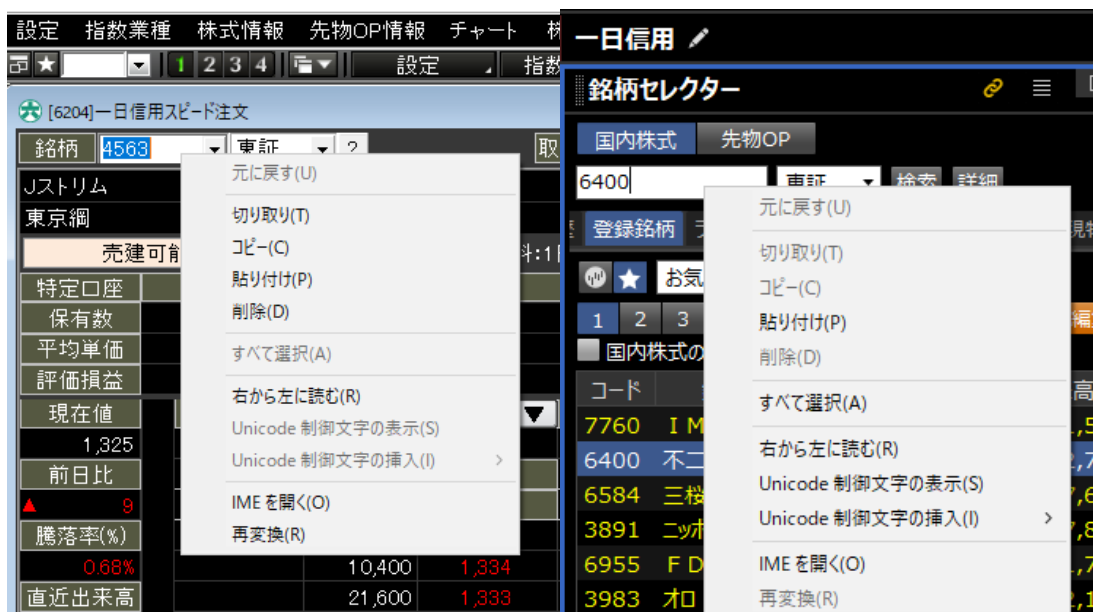 設定 指数業種 株式情報 先物OP情報 チャート
1 2 3 4 設定
[6204]一日信用スピード注文
銘柄 4563 東証 ?
Jストリム
東京綱
売建可能
特定口座
保有数
平均単価
評価損益
現在値
1,325
前日比
▲ 9
騰落率(%)
0.68%
10,400 1,334
直近出来高
21,600 1,333
元に戻す(U)
切り取り(T)
コピー(C)
貼り付け(P)
削除(D)
すべて選択(A)
右から左に読む(R)
Unicode 制御文字の表示(S)
Unicode 制御文字の挿入(I) >
IME を開く(O)
再変換(R)
一日信用
銘柄セレクター
国内株式 先物OP
6400 東証 検索 詳細
登録銘柄
お気
1 2 3
国内株式の
コード
7760 IM
6400 不二
6584 三桜
3891 ニッポ
6955 FD
3983 オロ
元に戻す(U)
切り取り(T)
コピー(C)
貼り付け(P)
削除(D)
すべて選択(A)
右から左に読む(R)
Unicode 制御文字の表示(S)
Unicode 制御文字の挿入(I) >
IME を開く(O)
再変換(R)